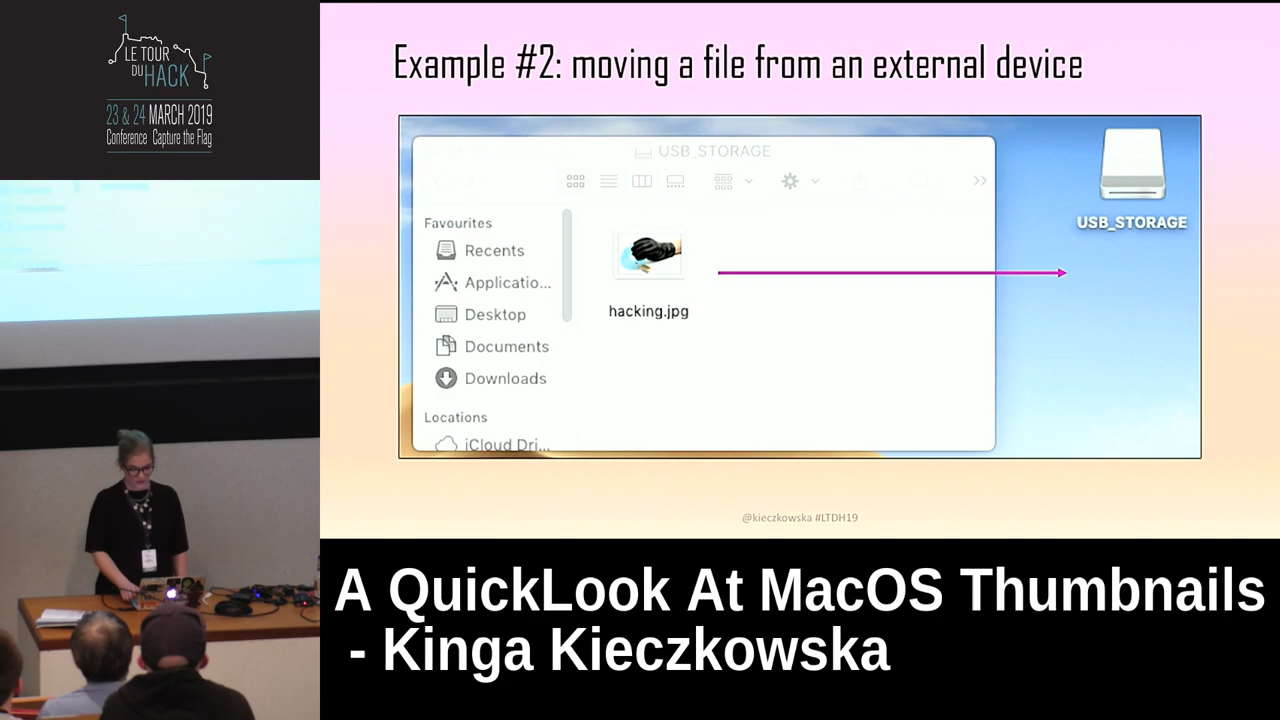 LE TOUR
DU HACK
23 & 24 MARCH 2019
Conference Capture the Flag
Example #2: moving a file from an external device
USB_STORAGE
USB_STORAGE
Favourites
Recents
Applicatio...
Desktop
Documents
Downloads
Locations
iCloud Dri...
hacking.jpg
@kieczkowska #LTDH19
A QuickLook At MacOS Thumbnails
- Kinga Kieczkowska